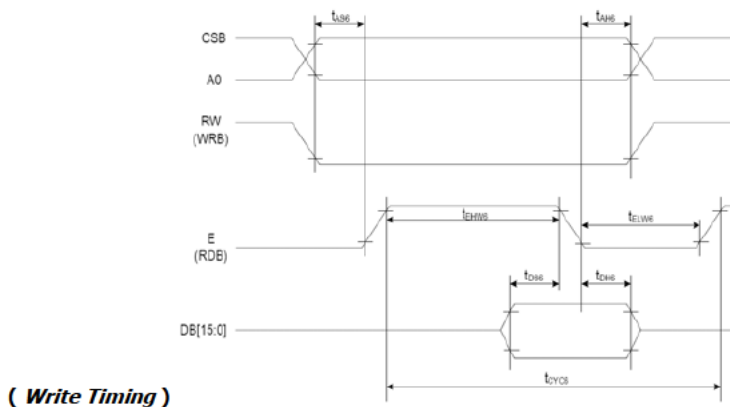 tAS6 tAH6
CSB
A0
RW
(WRB)
tEHW6 tELW6
E
(RDB)
tDS6 tDH6
DB[15:0]
tCYC6
( Write Timing )